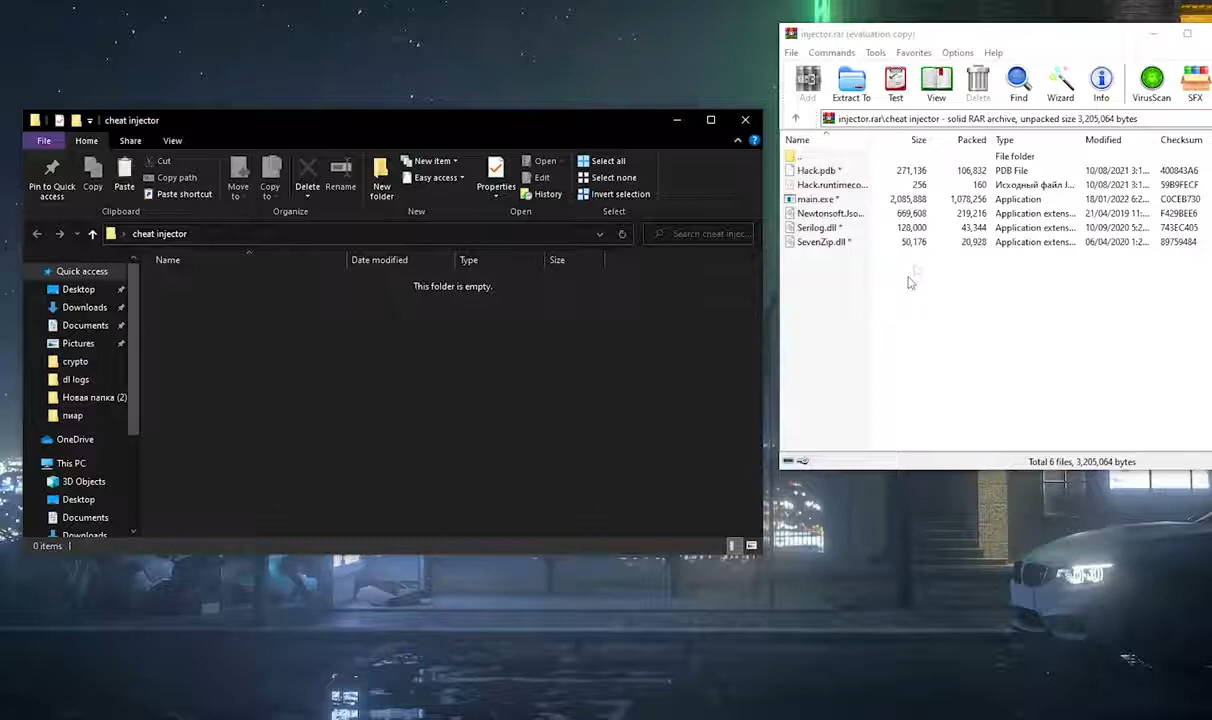 cheat injector
File Home Share View
Pin to Quick access
Copy
Paste
Cut
Copy path
Paste shortcut
Clipboard
Move to
Copy to
Delete
Rename
Organize
New folder
New item
Easy access
New
Properties
Open
Edit
History
Open
Select all
Select none
Invert selection
Select
cheat injector
Search cheat injec...
Name Date modified Type Size
This folder is empty.
Quick access
Desktop
Downloads
Documents
Pictures
crypto
dl logs
Новая папка (2)
пиар
OneDrive
This PC
3D Objects
Desktop
Documents
Downloads
0 items
injector.rar (evaluation copy)
File Commands Tools Favorites Options Help
Add Extract To Test View Delete Find Wizard Info VirusScan SFX
injector.rar\cheat injector - solid RAR archive, unpacked size 3,205,064 bytes
Name Size Packed Type Modified Checksum
.. File folder
Hack.pdb * 271,136 106,832 PDB File 10/08/2021 3:1... 400843A6
Hack.runtimeco... 256 160 Исходный файл J... 10/08/2021 3:1... 59B9FECF
main.exe * 2,085,888 1,078,256 Application 18/01/2022 6:2... C0CEB730
Newtonsoft.Jso... 669,608 219,216 Application extens... 21/04/2019 11:... F429BEE6
Serilog.dll * 128,000 43,344 Application extens... 10/09/2020 5:2... 743EC405
SevenZip.dll * 50,176 20,928 Application extens... 06/04/2020 1:2... 89759484
Total 6 files, 3,205,064 bytes